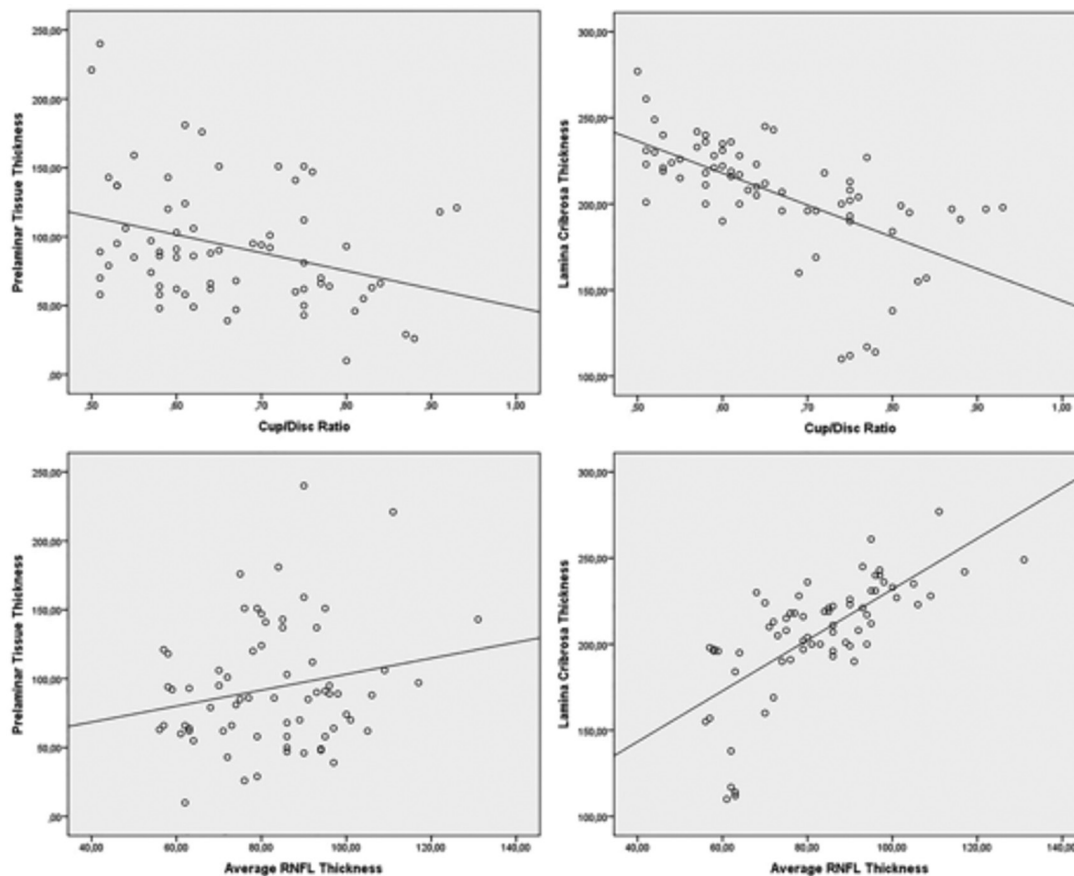 250,00
200,00
150,00
100,00
50,00
,00
Prelaminar Tissue Thickness
,50 ,60 ,70 ,80 ,90 1,00
Cup/Disc Ratio
300,00
250,00
200,00
150,00
100,00
Lamina Cribrosa Thickness
,50 ,60 ,70 ,80 ,90 1,00
Cup/Disc Ratio
250,00
200,00
150,00
100,00
50,00
,00
Prelaminar Tissue Thickness
40,00 60,00 80,00 100,00 120,00 140,00
Average RNFL Thickness
300,00
250,00
200,00
150,00
100,00
Lamina Cribrosa Thickness
40,00 60,00 80,00 100,00 120,00 140,00
Average RNFL Thickness